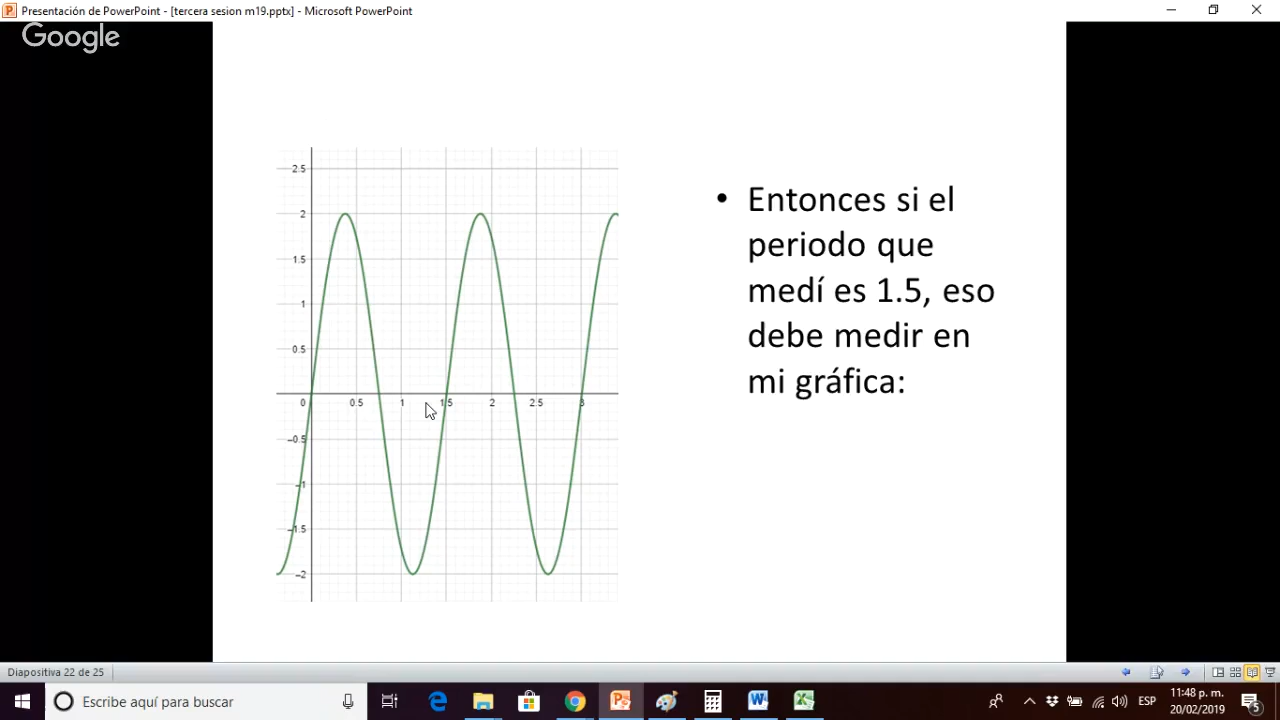 Presentación de PowerPoint - [tercera sesion m19.pptx] - Microsoft PowerPoint
Google
2.5
2
1.5
1
0.5
0 0.5 1 1.5 2 2.5 3
−0.5
−1
−1.5
−2
• Entonces si el
periodo que
medí es 1.5, eso
debe medir en
mi gráfica:
Diapositiva 22 de 25
Escribe aquí para buscar
ESP
11:48 p. m.
20/02/2019
5